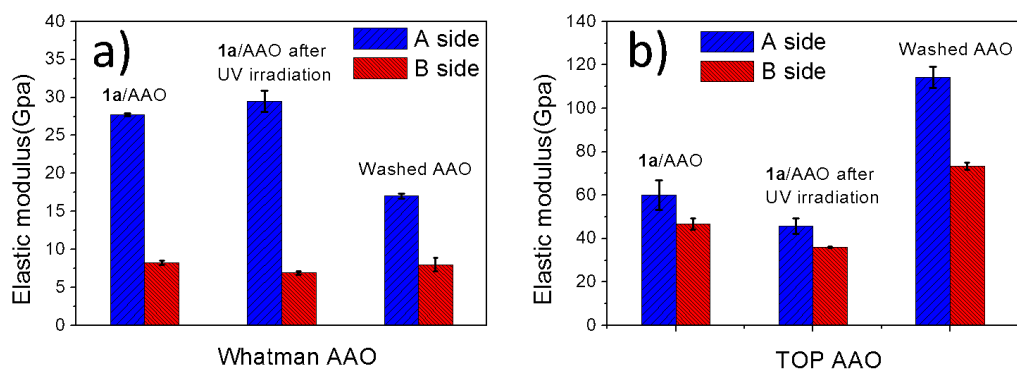 a)
A side
B side
1a/AAO
1a/AAO after
UV irradiation
Washed AAO
Elastic modulus(Gpa)
40
35
30
25
20
15
10
5
0
Whatman AAO
b)
A side
B side
Washed AAO
1a/AAO
1a/AAO after
UV irradiation
Elastic modulus(Gpa)
140
120
100
80
60
40
20
0
TOP AAO